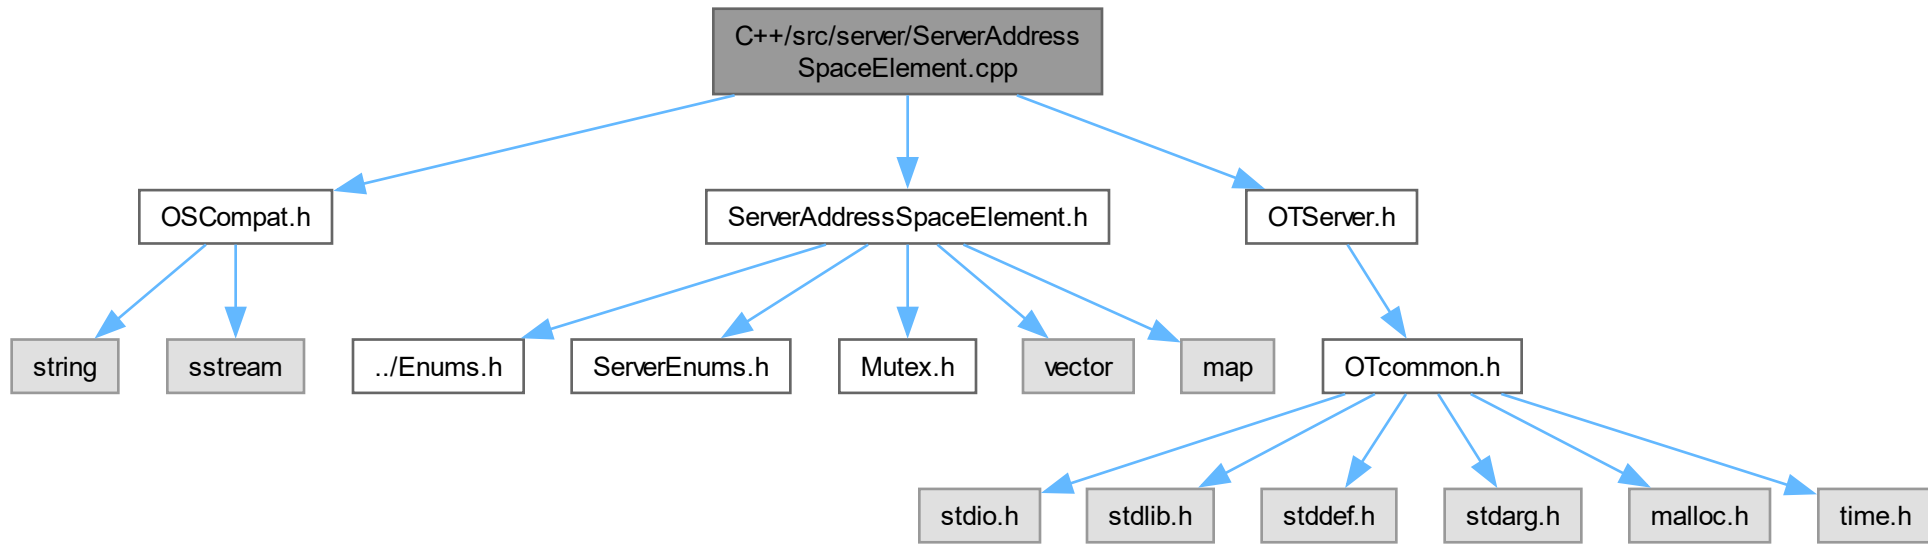 C++/src/server/ServerAddress
SpaceElement.cpp
OSCompat.h
ServerAddressSpaceElement.h
OTServer.h
string
sstream
../Enums.h
ServerEnums.h
Mutex.h
vector
map
OTcommon.h
stdio.h
stdlib.h
stddef.h
stdarg.h
malloc.h
time.h